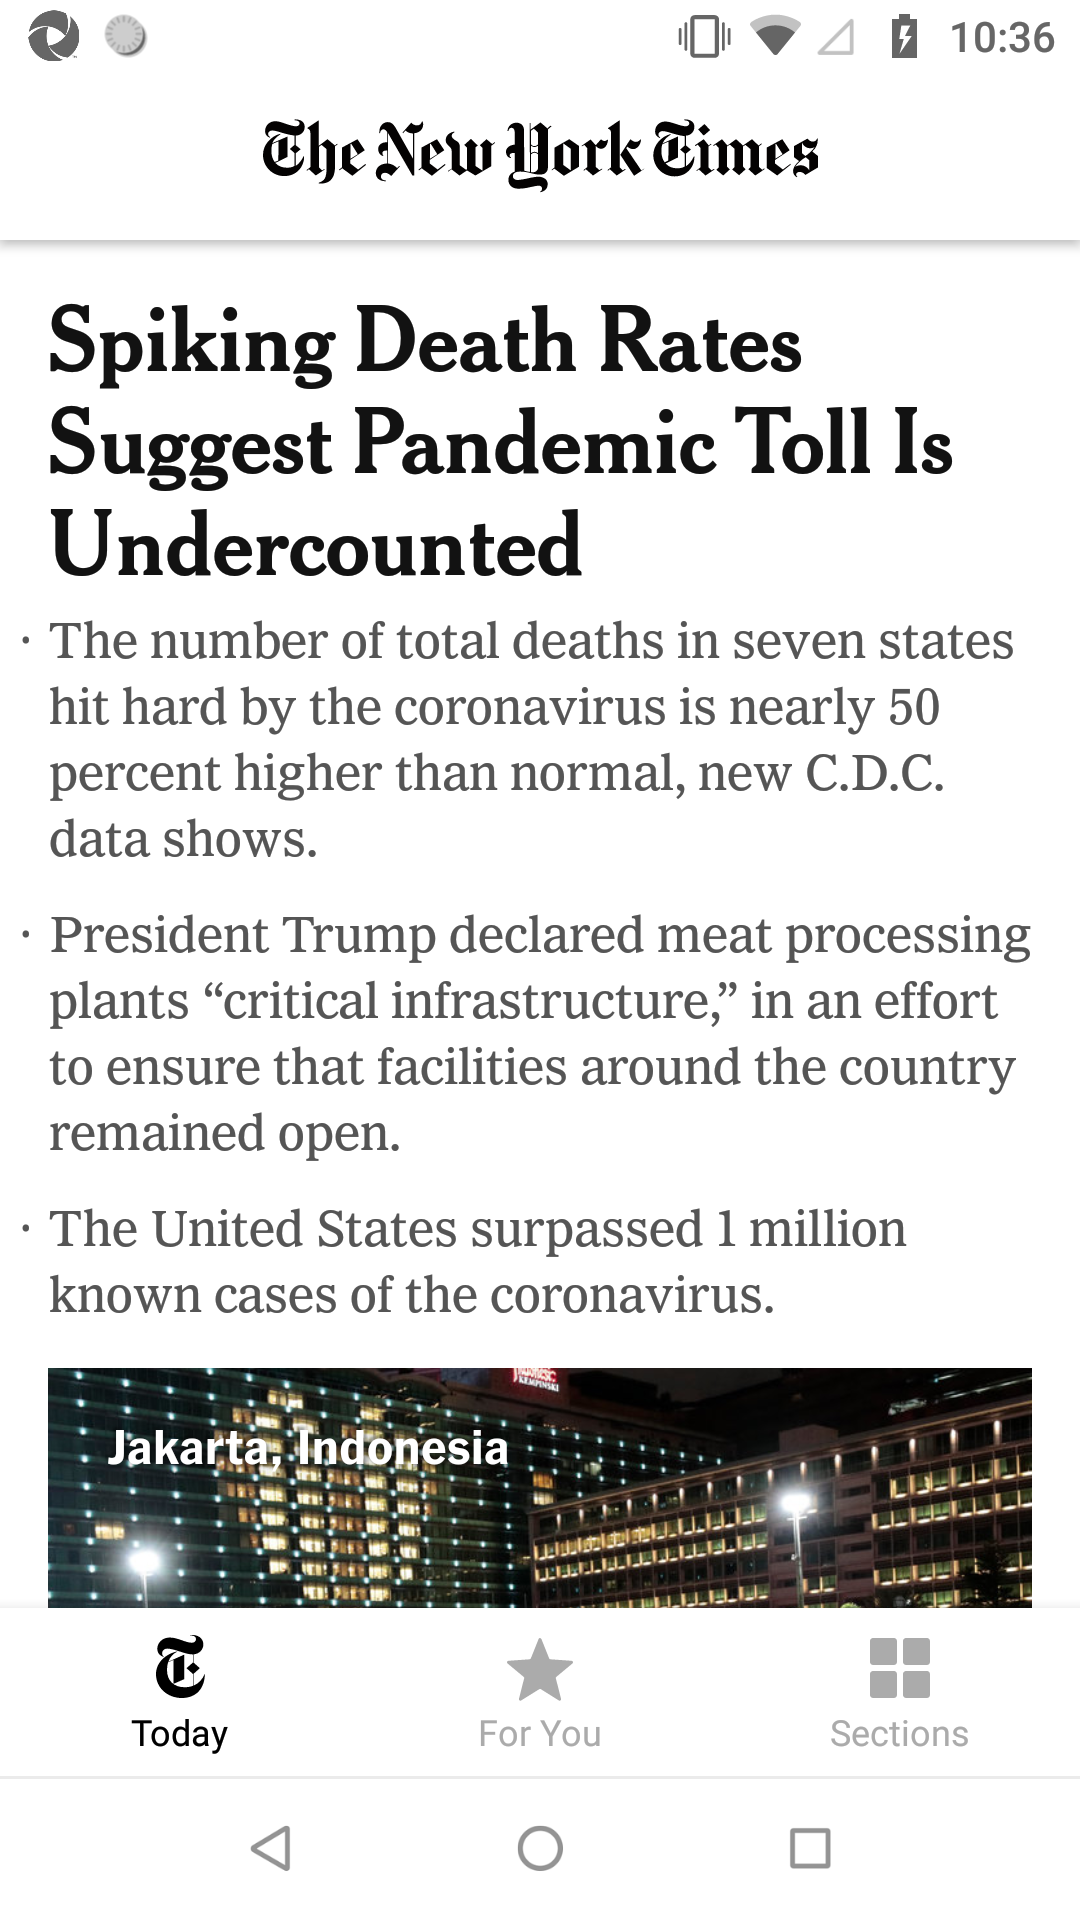 10:36
The New York Times
Spiking Death Rates
Suggest Pandemic Toll Is
Undercounted
· The number of total deaths in seven states
hit hard by the coronavirus is nearly 50
percent higher than normal, new C.D.C.
data shows.
· President Trump declared meat processing
plants “critical infrastructure,” in an effort
to ensure that facilities around the country
remained open.
· The United States surpassed 1 million
known cases of the coronavirus.
KEMPINSKI
Jakarta, Indonesia
Today
For You
Sections